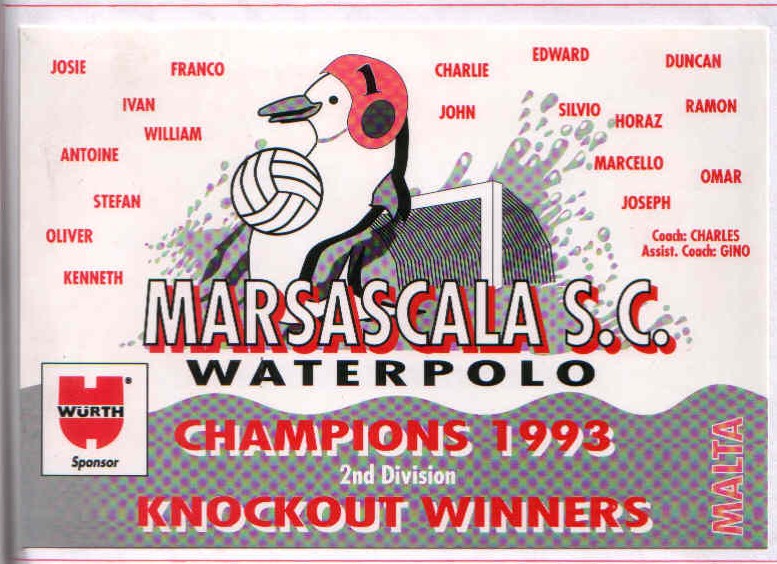 JOSIE
FRANCO
IVAN
WILLIAM
ANTOINE
STEFAN
OLIVER
KENNETH
1
CHARLIE
EDWARD
DUNCAN
JOHN
SILVIO
HORAZ
RAMON
MARCELLO
OMAR
JOSEPH
Coach: CHARLES
Assist. Coach: GINO
MARSASCALA S.C.
WATERPOLO
WÜRTH®
Sponsor
CHAMPIONS 1993
2nd Division
KNOCKOUT WINNERS
MALTA